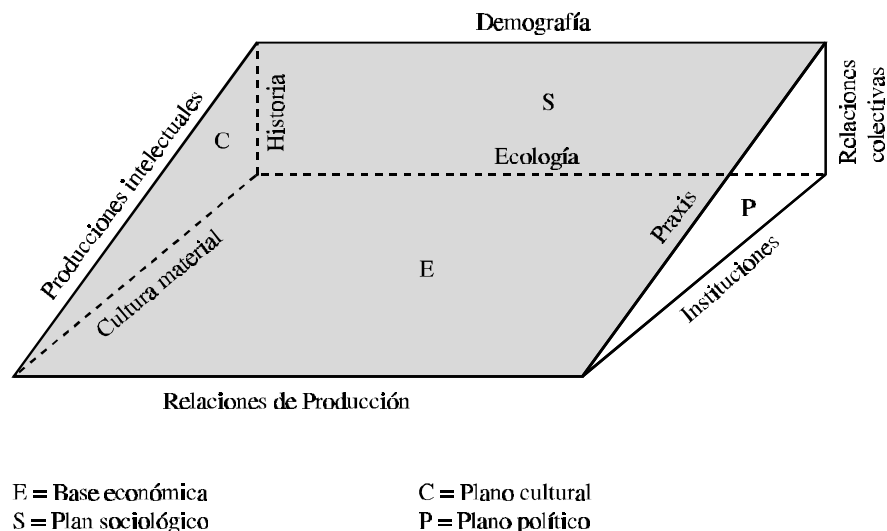 Demografía
Producciones intelectuales
C
Historia
S
Relaciones
colectivas
Ecología
Praxis
P
Cultura material
E
Instituciones
Relaciones de Producción
E = Base económica
C = Plano cultural
S = Plan sociológico
P = Plano político